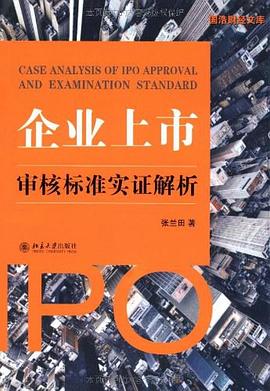 国浩财经文库
CASE ANALYSIS OF IPO APPROVAL
AND EXAMINATION STANDARD
企业上市
审核标准实证解析
张兰田 著
北京大学出版社
IPO